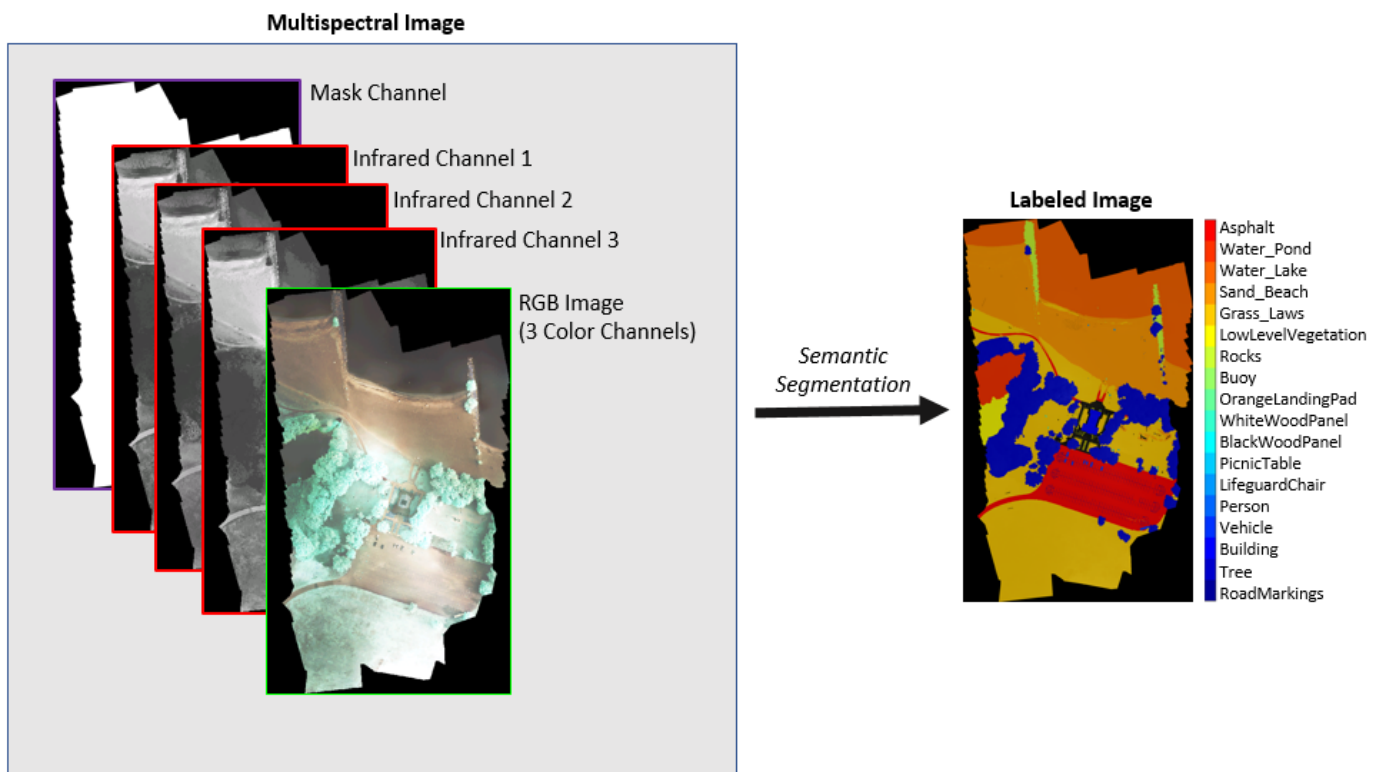 Multispectral Image
Mask Channel
Infrared Channel 1
Infrared Channel 2
Infrared Channel 3
RGB Image
(3 Color Channels)
Semantic
Segmentation
Labeled Image
Asphalt
Water_Pond
Water_Lake
Sand_Beach
Grass_Laws
LowLevelVegetation
Rocks
Buoy
OrangeLandingPad
WhiteWoodPanel
BlackWoodPanel
PicnicTable
LifeguardChair
Person
Vehicle
Building
Tree
RoadMarkings